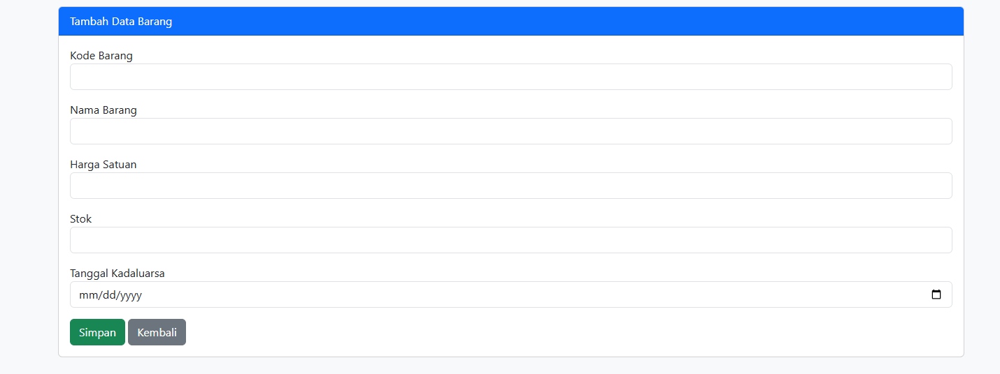 Tambah Data Barang
Kode Barang
Nama Barang
Harga Satuan
Stok
Tanggal Kadaluarsa
mm/dd/yyyy
Simpan Kembali